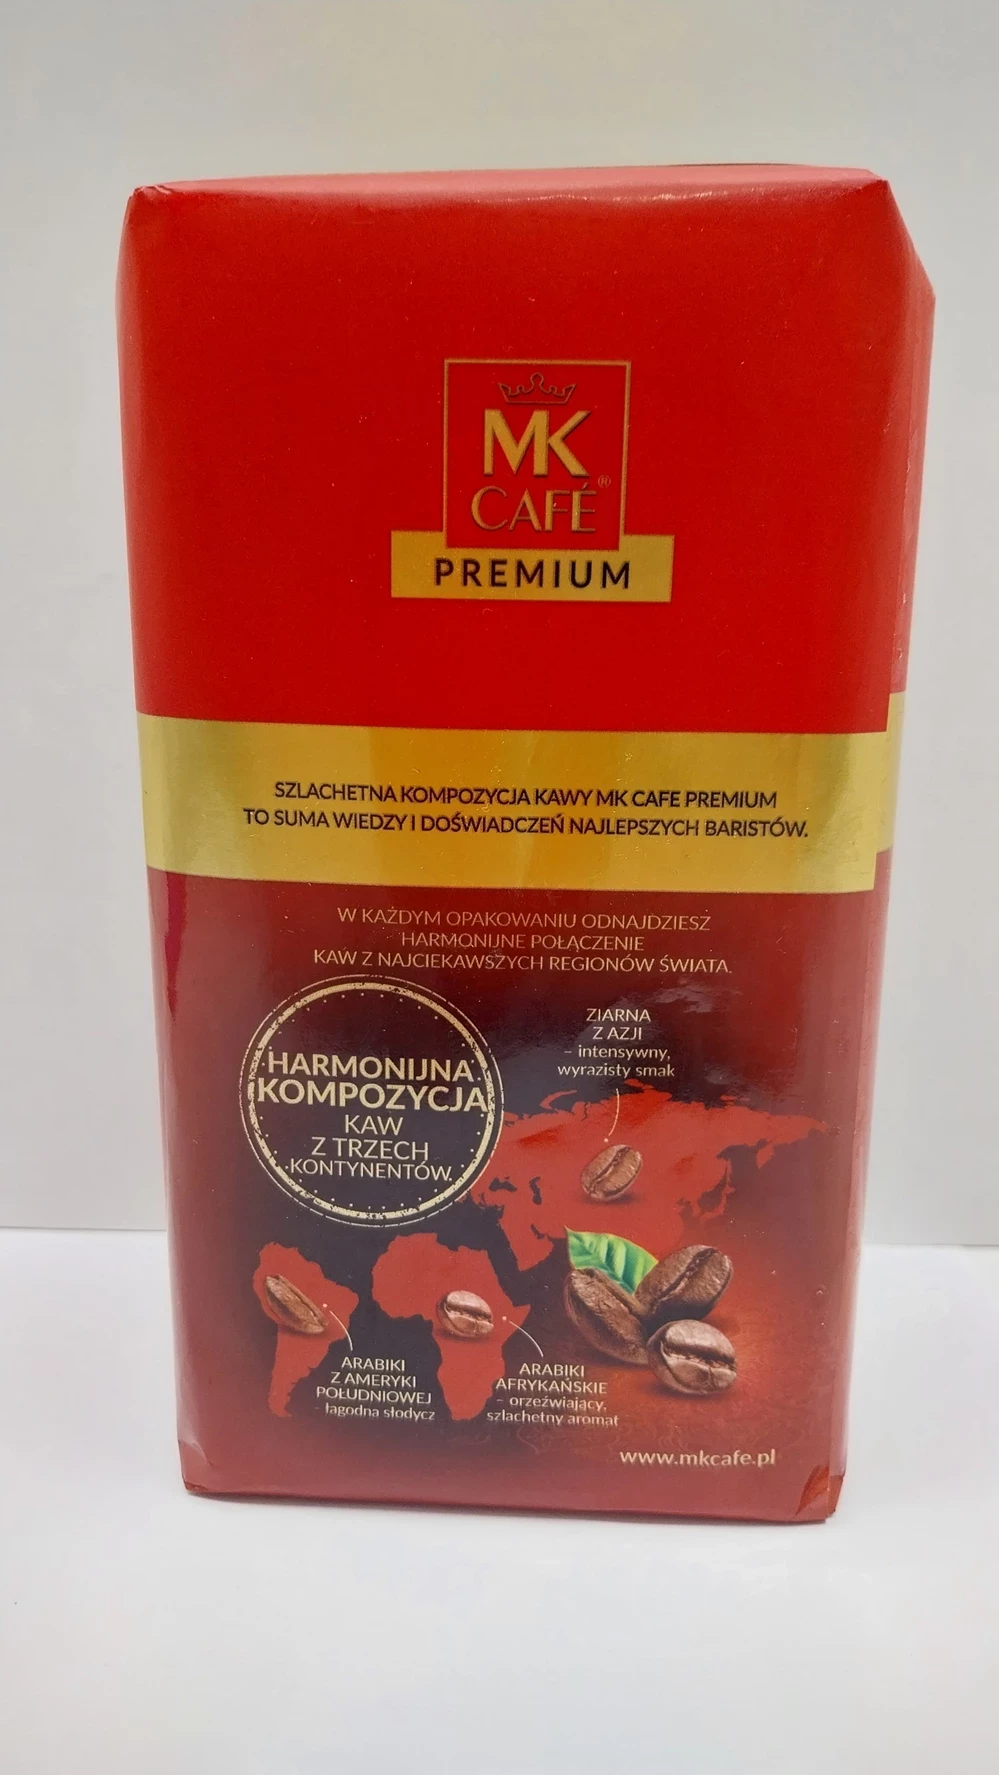 MK
CAFÉ®
PREMIUM
SZLACHETNA KOMPOZYCJA KAWY MK CAFE PREMIUM
TO SUMA WIEDZY I DOŚWIADCZEŃ NAJLEPSZYCH BARISTÓW.
W KAŻDYM OPAKOWANIU ODNAJDZIESZ
HARMONIJNE POŁĄCZENIE
KAW Z NAJCIEKAWSZYCH REGIONÓW ŚWIATA.
ZIARNA
Z AZJI
– intensywny,
wyrazisty smak
HARMONIJNA
KOMPOZYCJA
KAW
Z TRZECH
KONTYNENTÓW.
ARABIKI
Z AMERYKI
POŁUDNIOWEJ
- łagodna słodycz
ARABIKI
AFRYKAŃSKIE
- orzeźwiający,
szlachetny aromat
www.mkcafe.pl